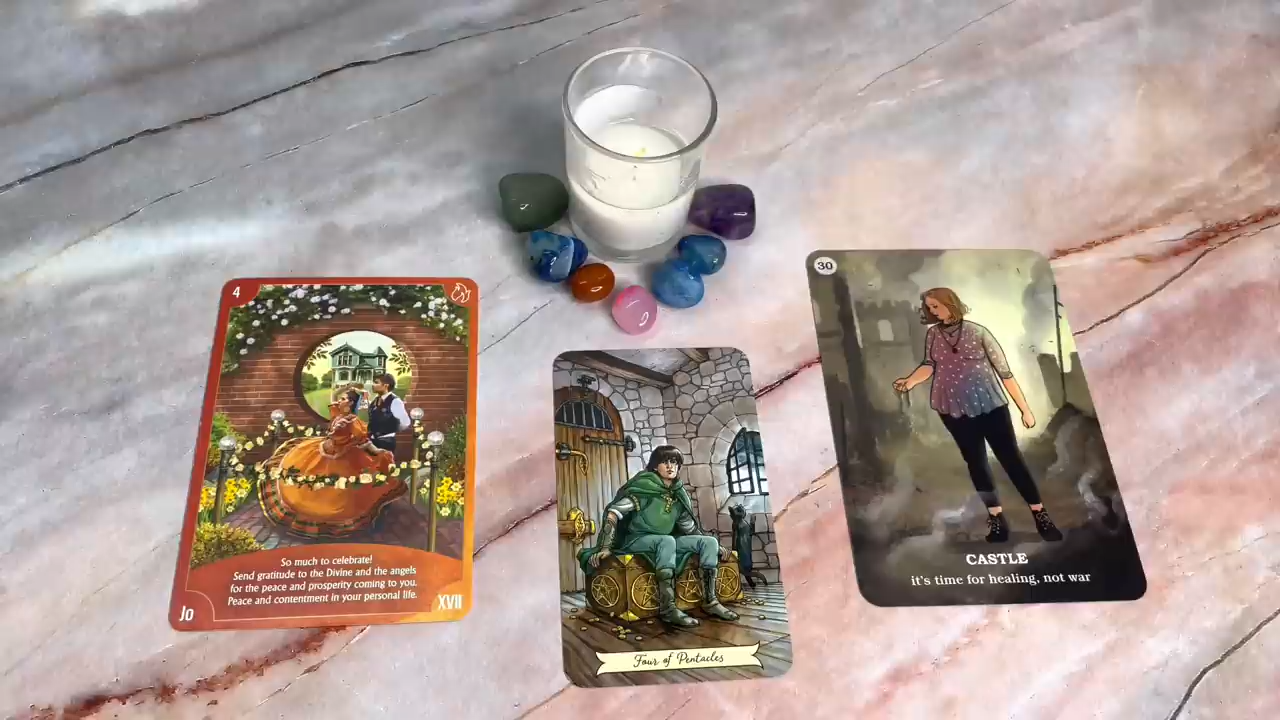 4
So much to celebrate!
Send gratitude to the Divine and the angels
for the peace and prosperity coming to you.
Peace and contentment in your personal life.
Jo
XVII
Four of Pentacles
30
CASTLE
it's time for healing, not war